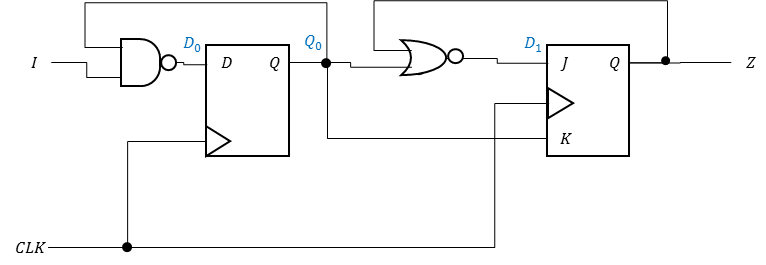 D₀ Q₀ D₁
I D Q J Q Z
K
CLK